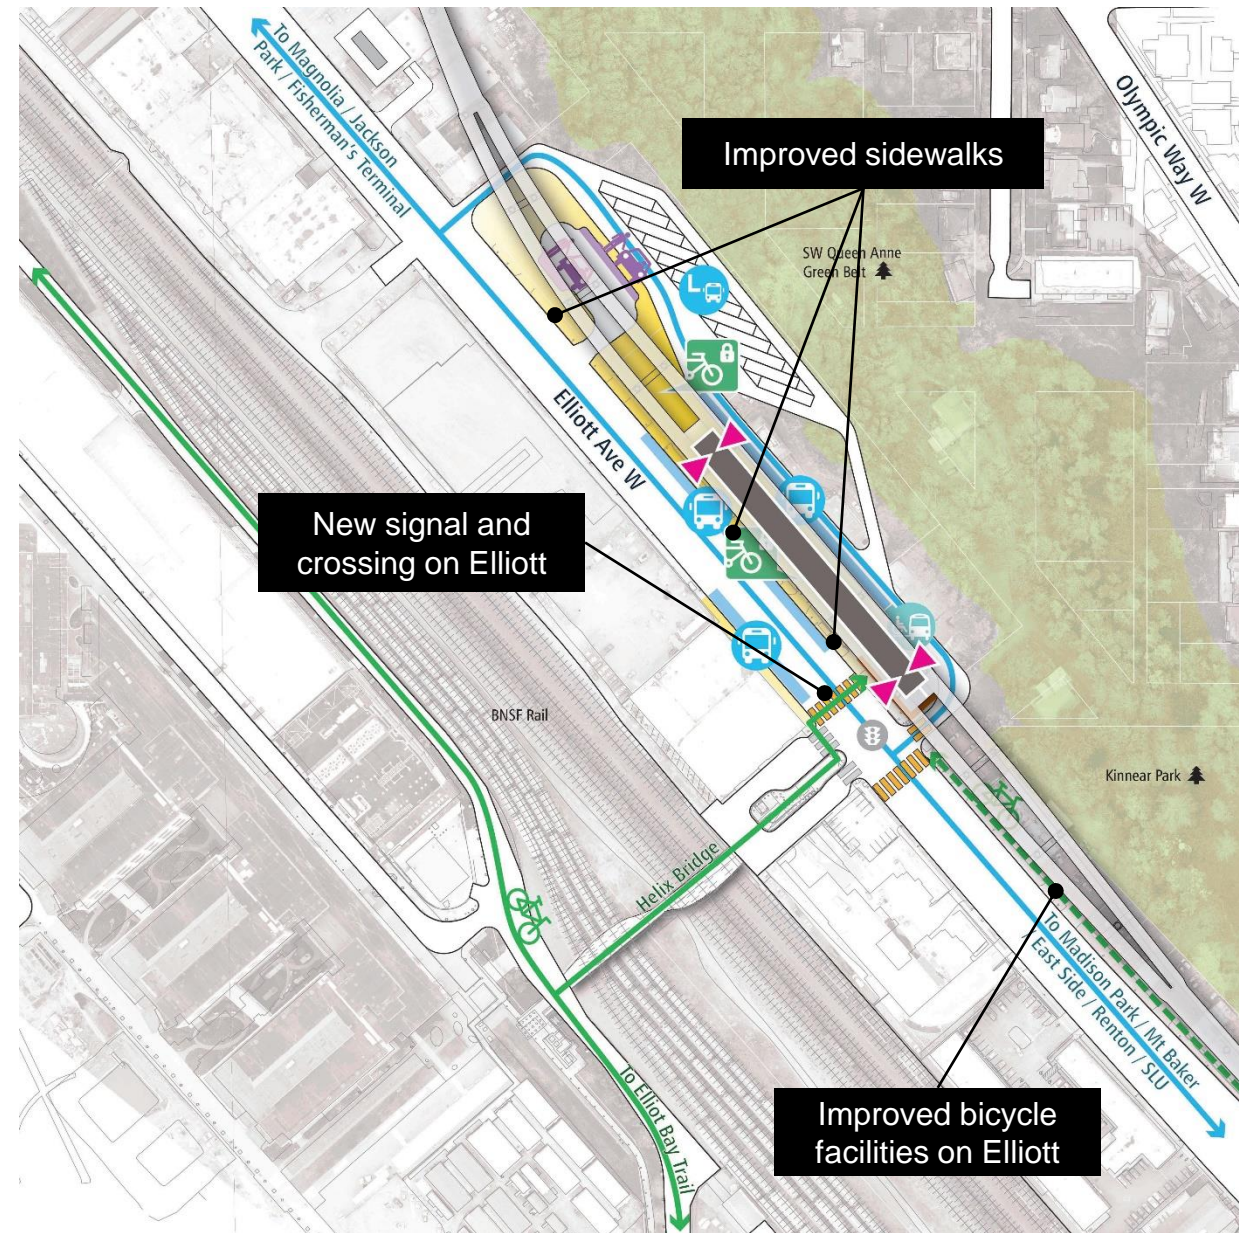 To Magnolia / Jackson
Park / Fisherman's Terminal
Olympic Way W
Improved sidewalks
SW Queen Anne
Green Belt
L
Elliott Ave W
New signal and
crossing on Elliott
BNSF Rail
Kinnear Park
Helix Bridge
To Madison Park / Mt Baker
East Side / Renton / SLU
To Elliot Bay Trail
Improved bicycle
facilities on Elliott